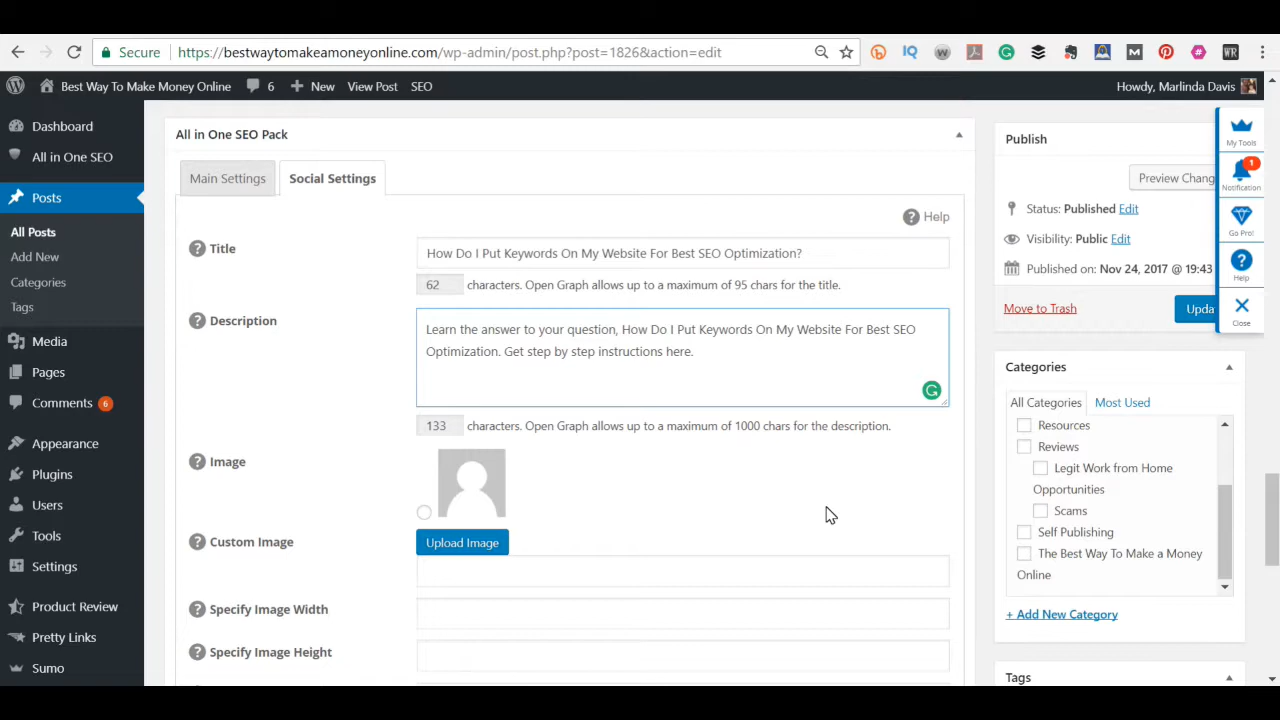 Secure https://bestwaytomakeamoneyonline.com/wp-admin/post.php?post=1826&action=edit
Best Way To Make Money Online 6 New View Post SEO Howdy, Marlinda Davis
Dashboard
All in One SEO
Posts
All Posts
Add New
Categories
Tags
Media
Pages
Comments 6
Appearance
Plugins
Users
Tools
Settings
Product Review
Pretty Links
Sumo
All in One SEO Pack
Main Settings Social Settings
Help
Title How Do I Put Keywords On My Website For Best SEO Optimization?
62 characters. Open Graph allows up to a maximum of 95 chars for the title.
Description Learn the answer to your question, How Do I Put Keywords On My Website For Best SEO
Optimization. Get step by step instructions here.
133 characters. Open Graph allows up to a maximum of 1000 chars for the description.
Image
Custom Image Upload Image
Specify Image Width
Specify Image Height
Publish
Preview Chang
Status: Published Edit
Visibility: Public Edit
Published on: Nov 24, 2017 @ 19:43
Move to Trash Upda
Categories
All Categories Most Used
Resources
Reviews
Legit Work from Home
Opportunities
Scams
Self Publishing
The Best Way To Make a Money
Online
+ Add New Category
Tags
My Tools
1
Notification
Go Pro!
Help
Close